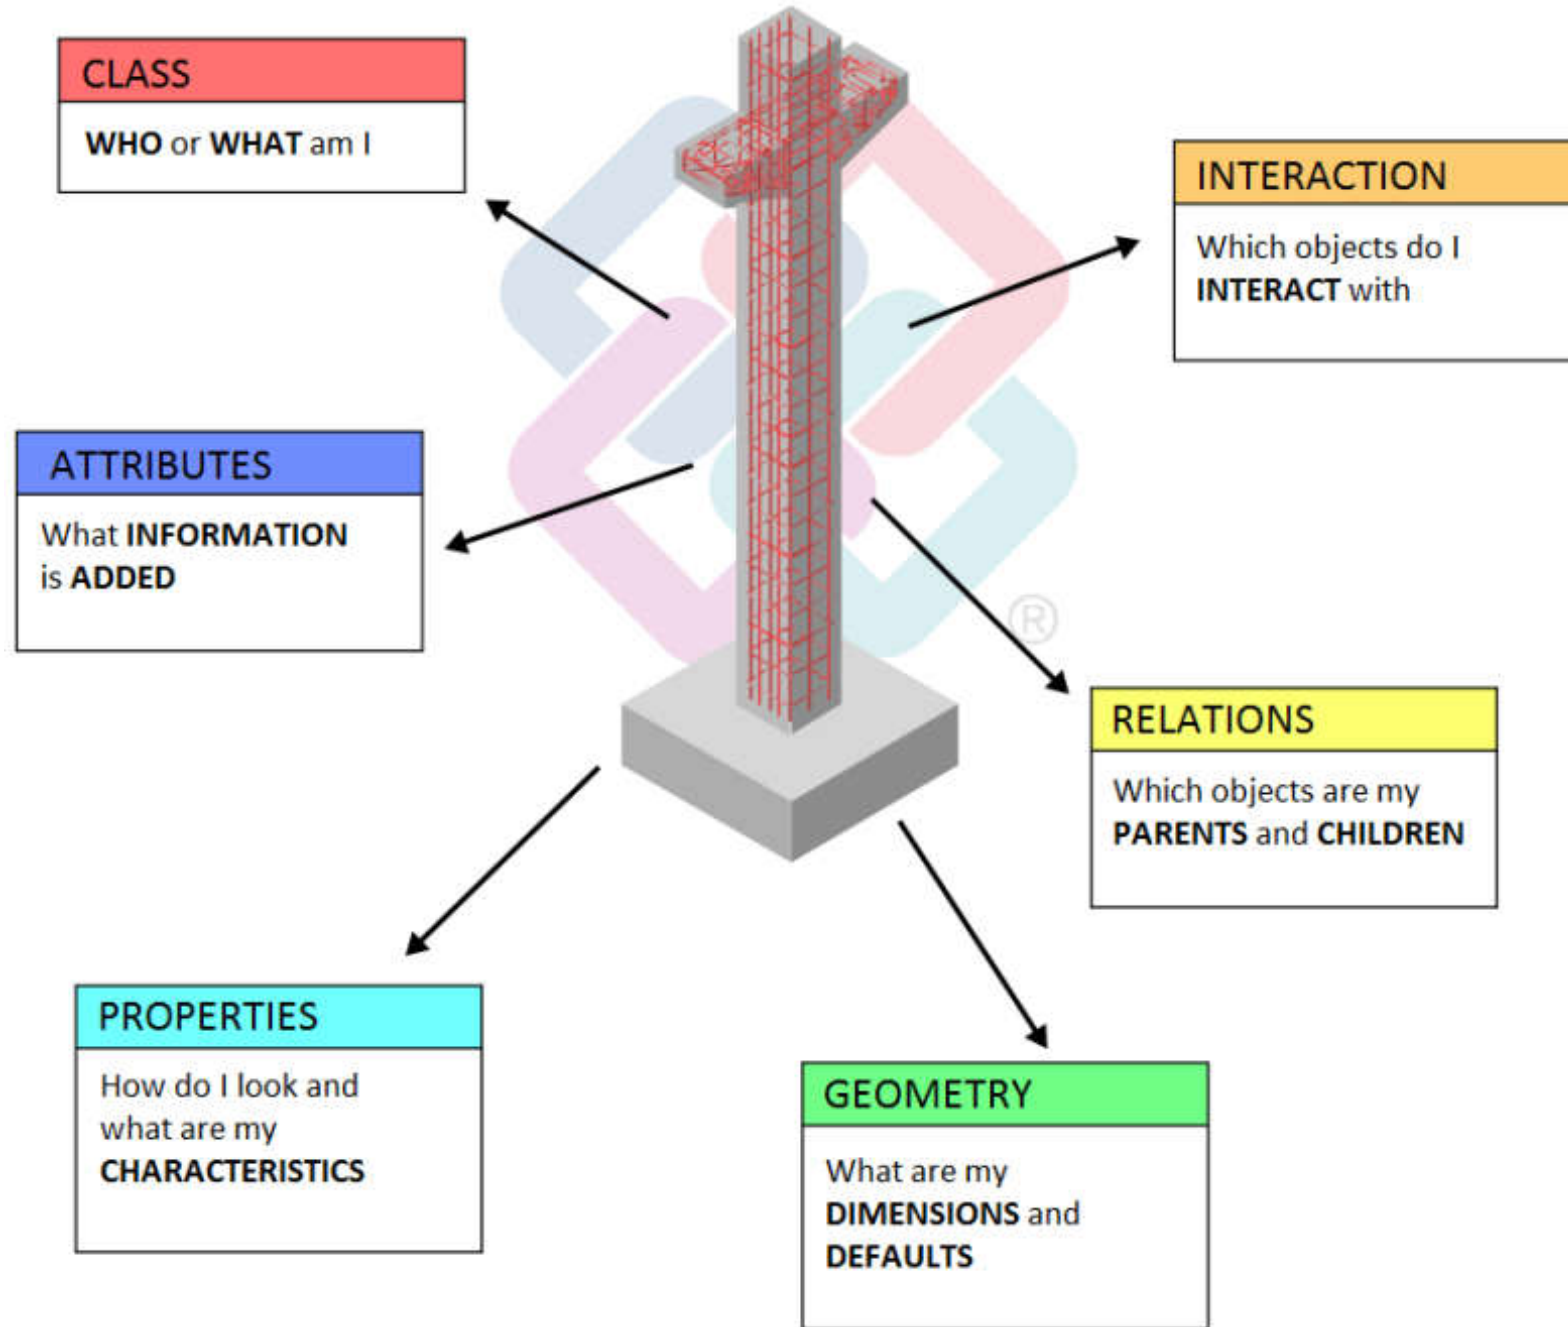 CLASS
WHO or WHAT am I
INTERACTION
Which objects do I
INTERACT with
ATTRIBUTES
What INFORMATION
is ADDED
®
RELATIONS
Which objects are my
PARENTS and CHILDREN
PROPERTIES
How do I look and
what are my
CHARACTERISTICS
GEOMETRY
What are my
DIMENSIONS and
DEFAULTS